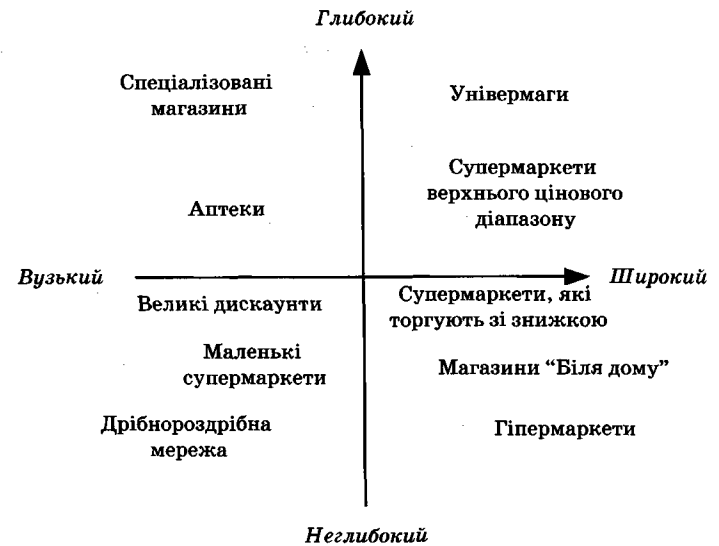 Глибокий
Спеціалізовані
магазини
Універмаги
Супермаркети
верхнього цінового
діапазону
Аптеки
Вузький
Широкий
Великі дискаунти
Супермаркети, які
торгують зі знижкою
Маленькі
супермаркети
Магазини “Біля дому”
Дрібнороздрібна
мережа
Гіпермаркети
Неглибокий